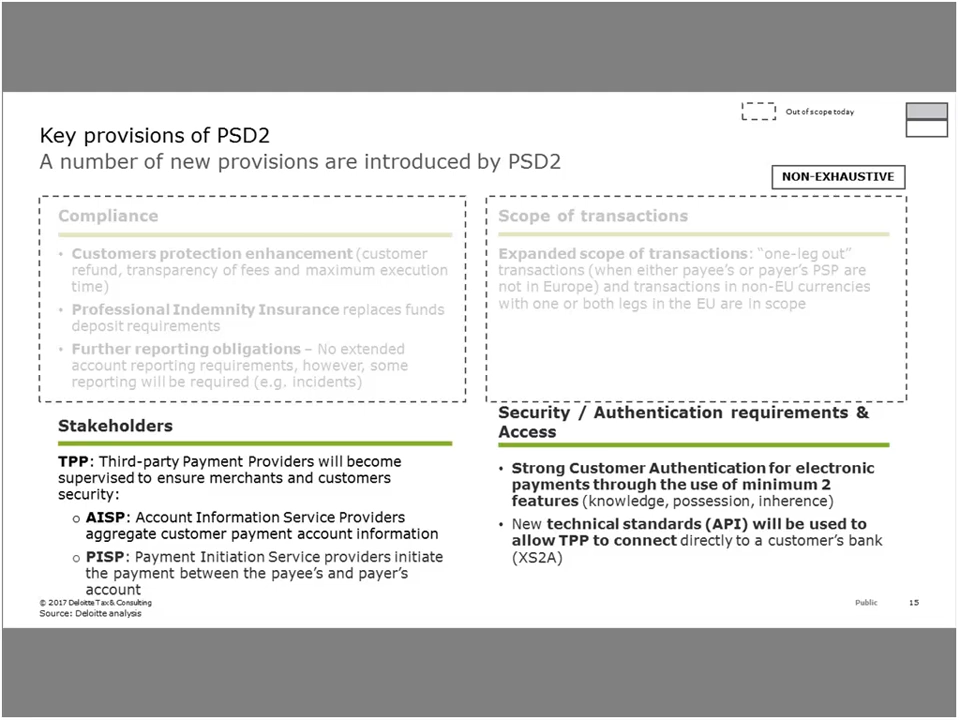 Out of scope today
Key provisions of PSD2
A number of new provisions are introduced by PSD2
NON-EXHAUSTIVE
Compliance
• Customers protection enhancement (customer
refund, transparency of fees and maximum execution
time)
• Professional Indemnity Insurance replaces funds
deposit requirements
• Further reporting obligations – No extended
account reporting requirements, however, some
reporting will be required (e.g. incidents)
Scope of transactions
Expanded scope of transactions: “one-leg out”
transactions (when either payee’s or payer’s PSP are
not in Europe) and transactions in non-EU currencies
with one or both legs in the EU are in scope
Stakeholders
TPP: Third-party Payment Providers will become
supervised to ensure merchants and customers
security:
o AISP: Account Information Service Providers
aggregate customer payment account information
o PISP: Payment Initiation Service providers initiate
the payment between the payee’s and payer’s
account
Security / Authentication requirements &
Access
• Strong Customer Authentication for electronic
payments through the use of minimum 2
features (knowledge, possession, inherence)
• New technical standards (API) will be used to
allow TPP to connect directly to a customer’s bank
(XS2A)
© 2017 Deloitte Tax & Consulting
Source: Deloitte analysis
Public 15